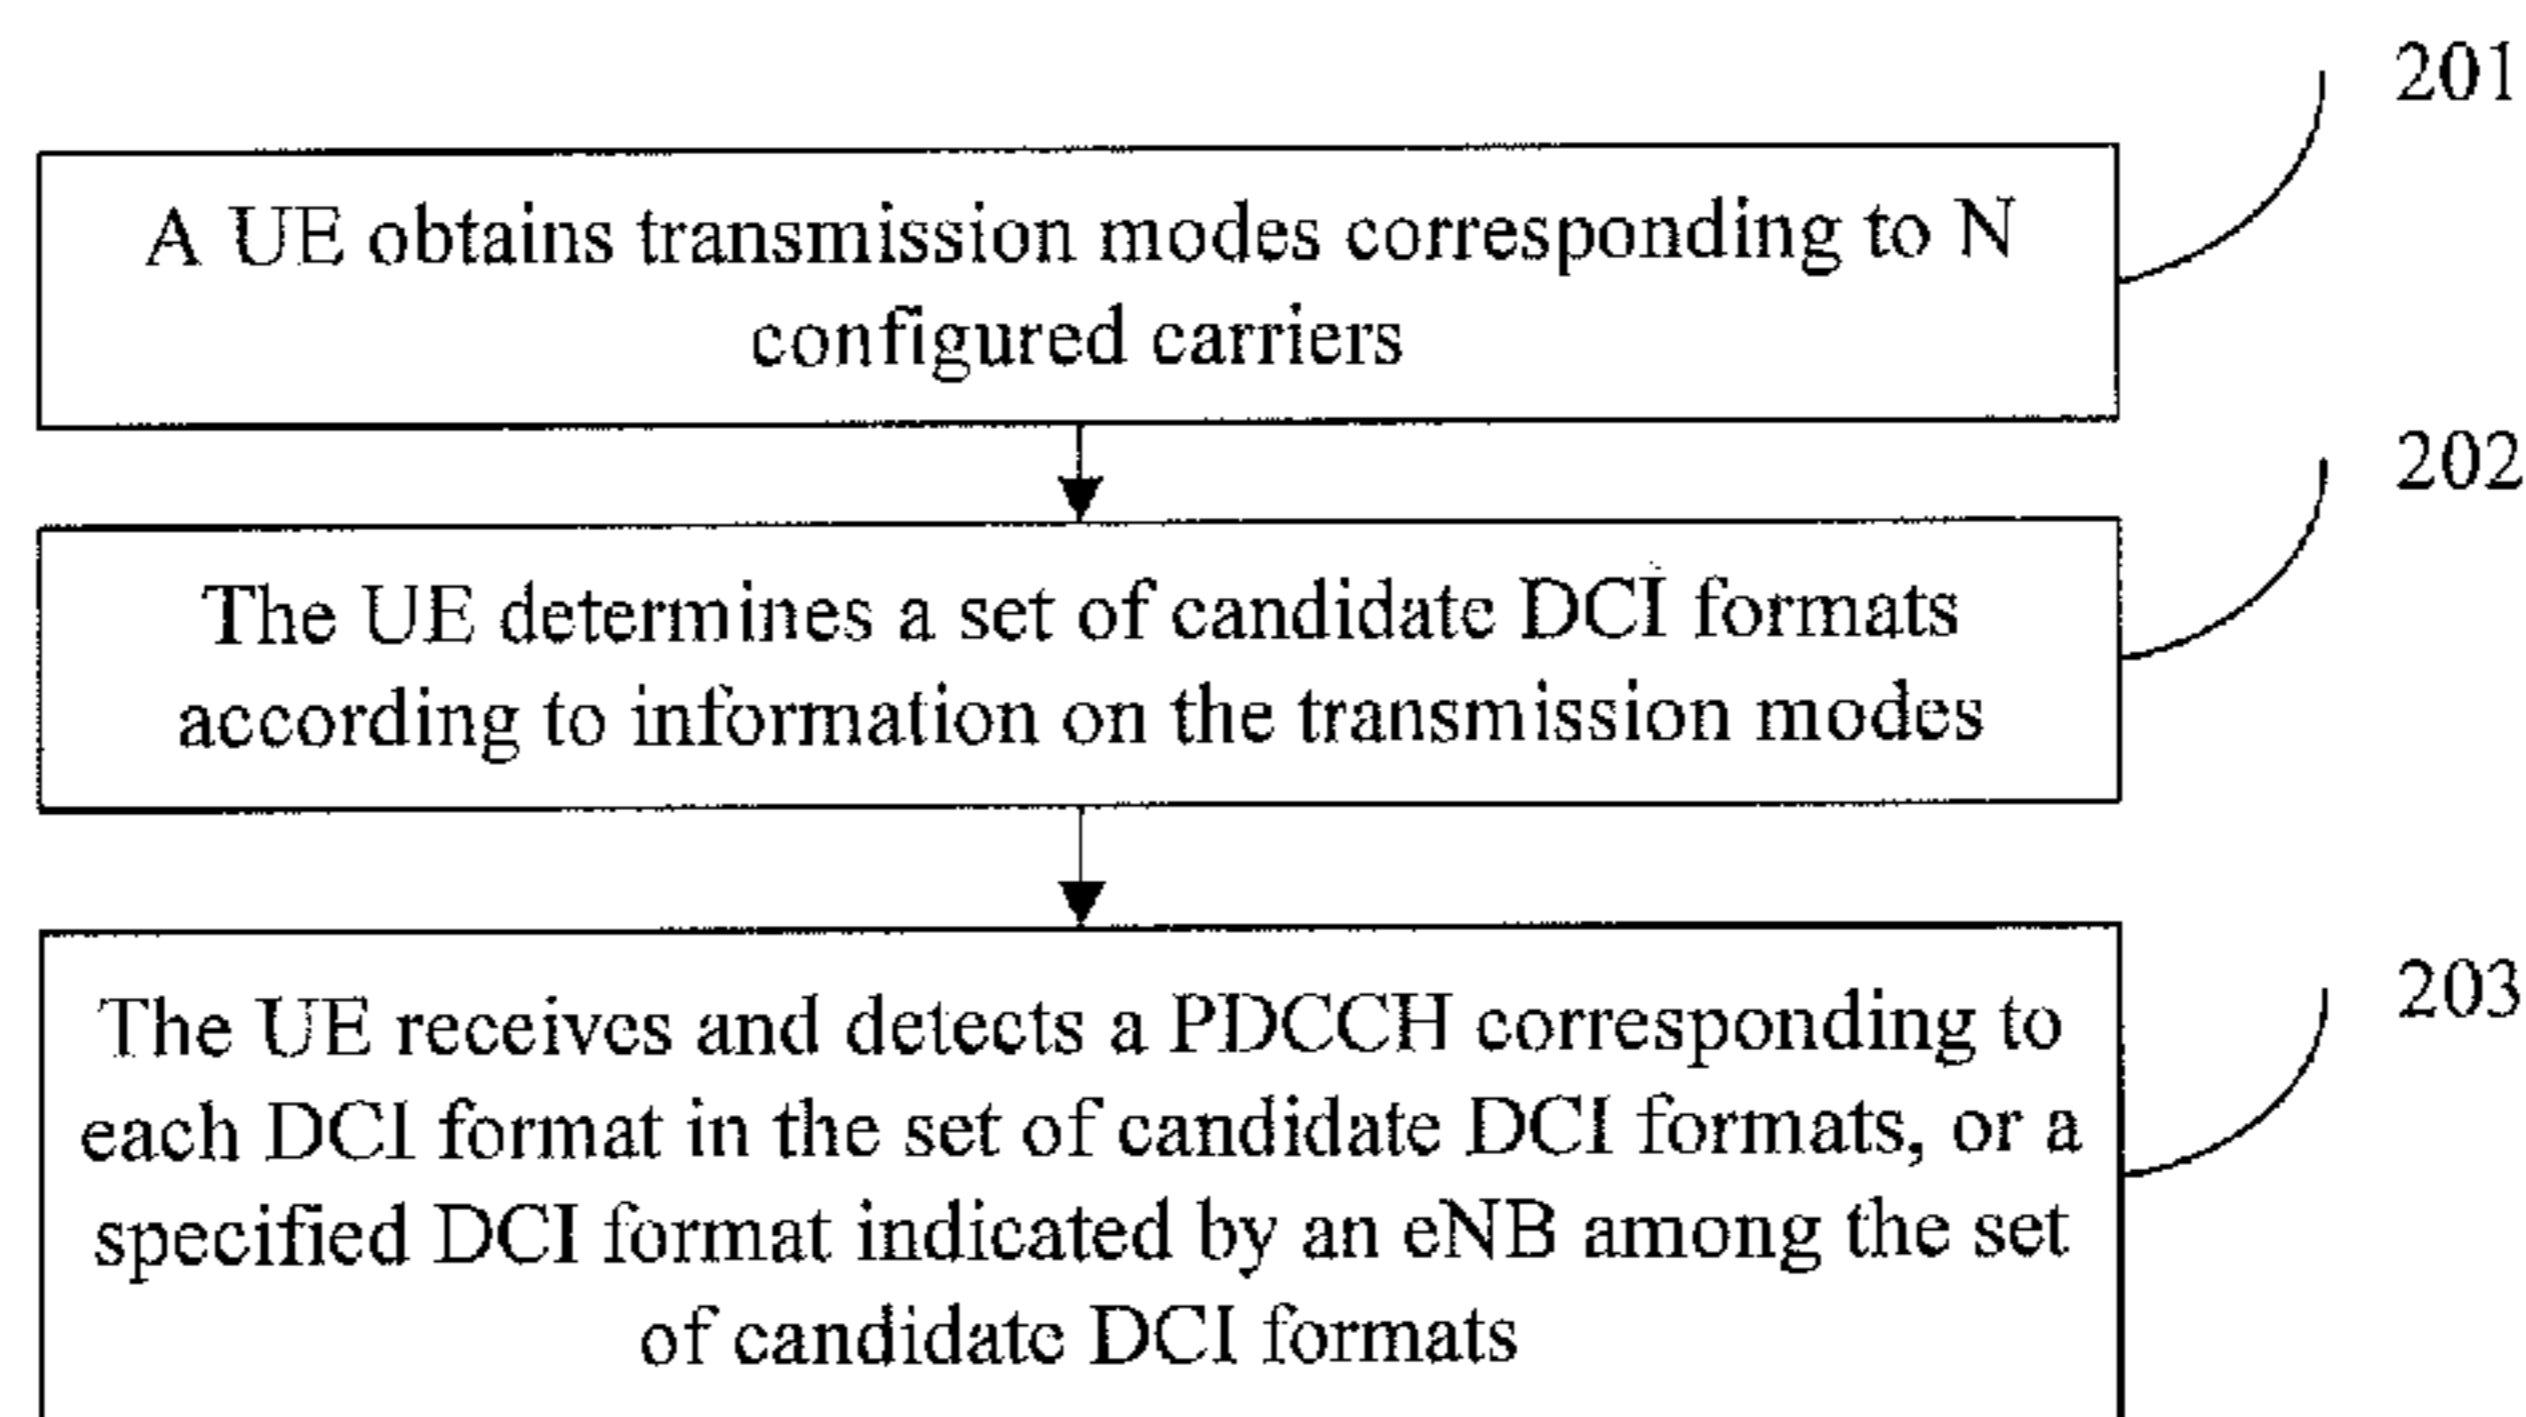 201
A UE obtains transmission modes corresponding to N
configured carriers
202
The UE determines a set of candidate DCI formats
according to information on the transmission modes
203
The UE receives and detects a PDCCH corresponding to
each DCI format in the set of candidate DCI formats, or a
specified DCI format indicated by an eNB among the set
of candidate DCI formats